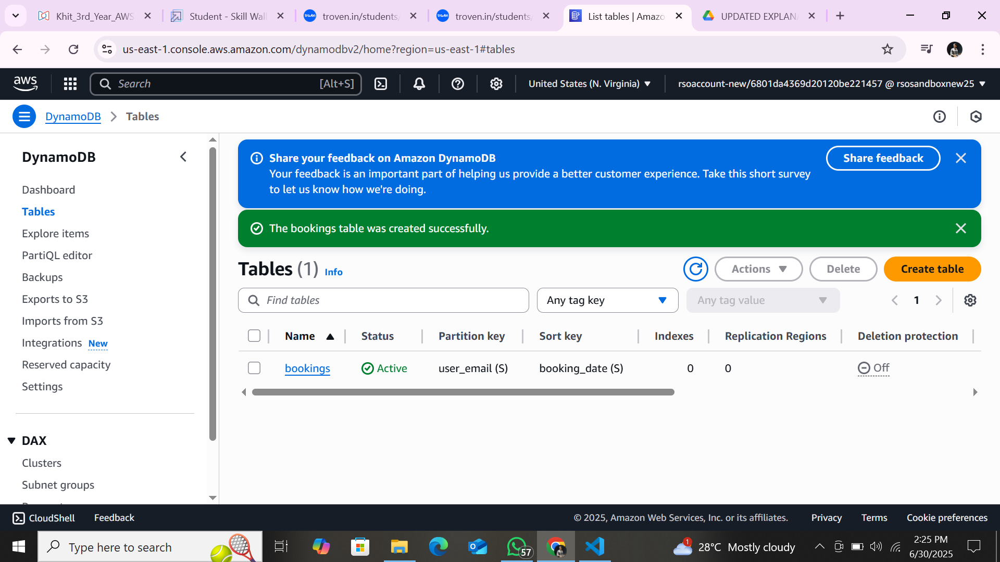 Khit_3rd_Year_AWS
Student - Skill Wall
troven.in/students/
troven.in/students/
List tables | Amazo
UPDATED EXPLANA
us-east-1.console.aws.amazon.com/dynamodbv2/home?region=us-east-1#tables
aws
Search
[Alt+S]
United States (N. Virginia)
rsoaccount-new/6801da4369d20120be221457 @ rsosandboxnew25
DynamoDB
Tables
DynamoDB
Dashboard
Tables
Explore items
PartiQL editor
Backups
Exports to S3
Imports from S3
Integrations New
Reserved capacity
Settings
DAX
Clusters
Subnet groups
Share your feedback on Amazon DynamoDB
Your feedback is an important part of helping us provide a better customer experience. Take this short survey
to let us know how we're doing.
Share feedback
The bookings table was created successfully.
Tables (1) Info
Actions
Delete
Create table
Find tables
Any tag key
Any tag value
1
Name Status Partition key Sort key Indexes Replication Regions Deletion protection
bookings Active user_email (S) booking_date (S) 0 0 Off
CloudShell
Feedback
© 2025, Amazon Web Services, Inc. or its affiliates.
Privacy
Terms
Cookie preferences
Type here to search
57
1
28°C Mostly cloudy
2:25 PM
6/30/2025